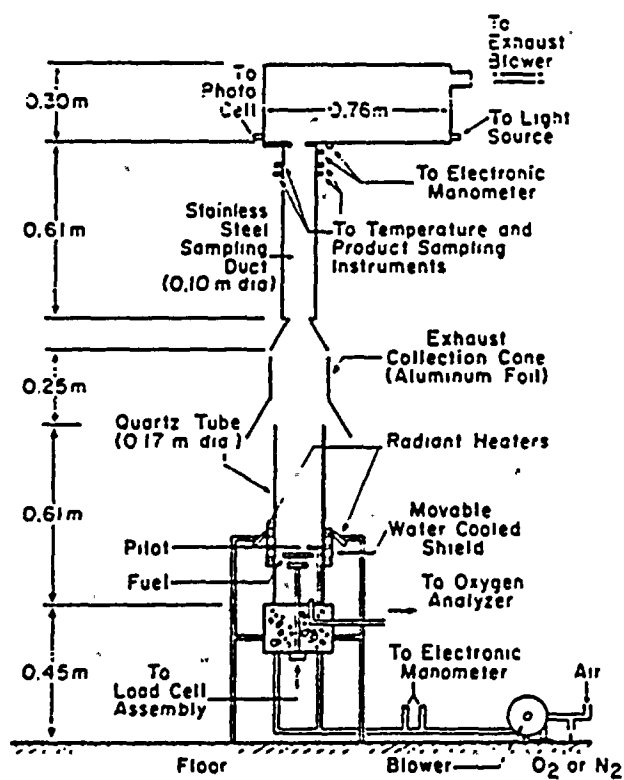 To
Exhaust
Blower
To
Photo
Cell
0.30m
0.76m
To Light
Source
To Electronic
Manometer
Stainless
Steel
Sampling
Duct
(0.10 m dia)
0.61m
To Temperature and
Product Sampling
Instruments
Exhaust
Collection Cone
(Aluminum Foil)
0.25m
Quartz Tube
(0.17 m dia)
Radiant Heaters
0.61m
Movable
Water Cooled
Shield
Pilot
Fuel
To Oxygen
Analyzer
0.45m
To
Load Cell
Assembly
To Electronic
Manometer
Air
Floor
Blower
O2 or N2